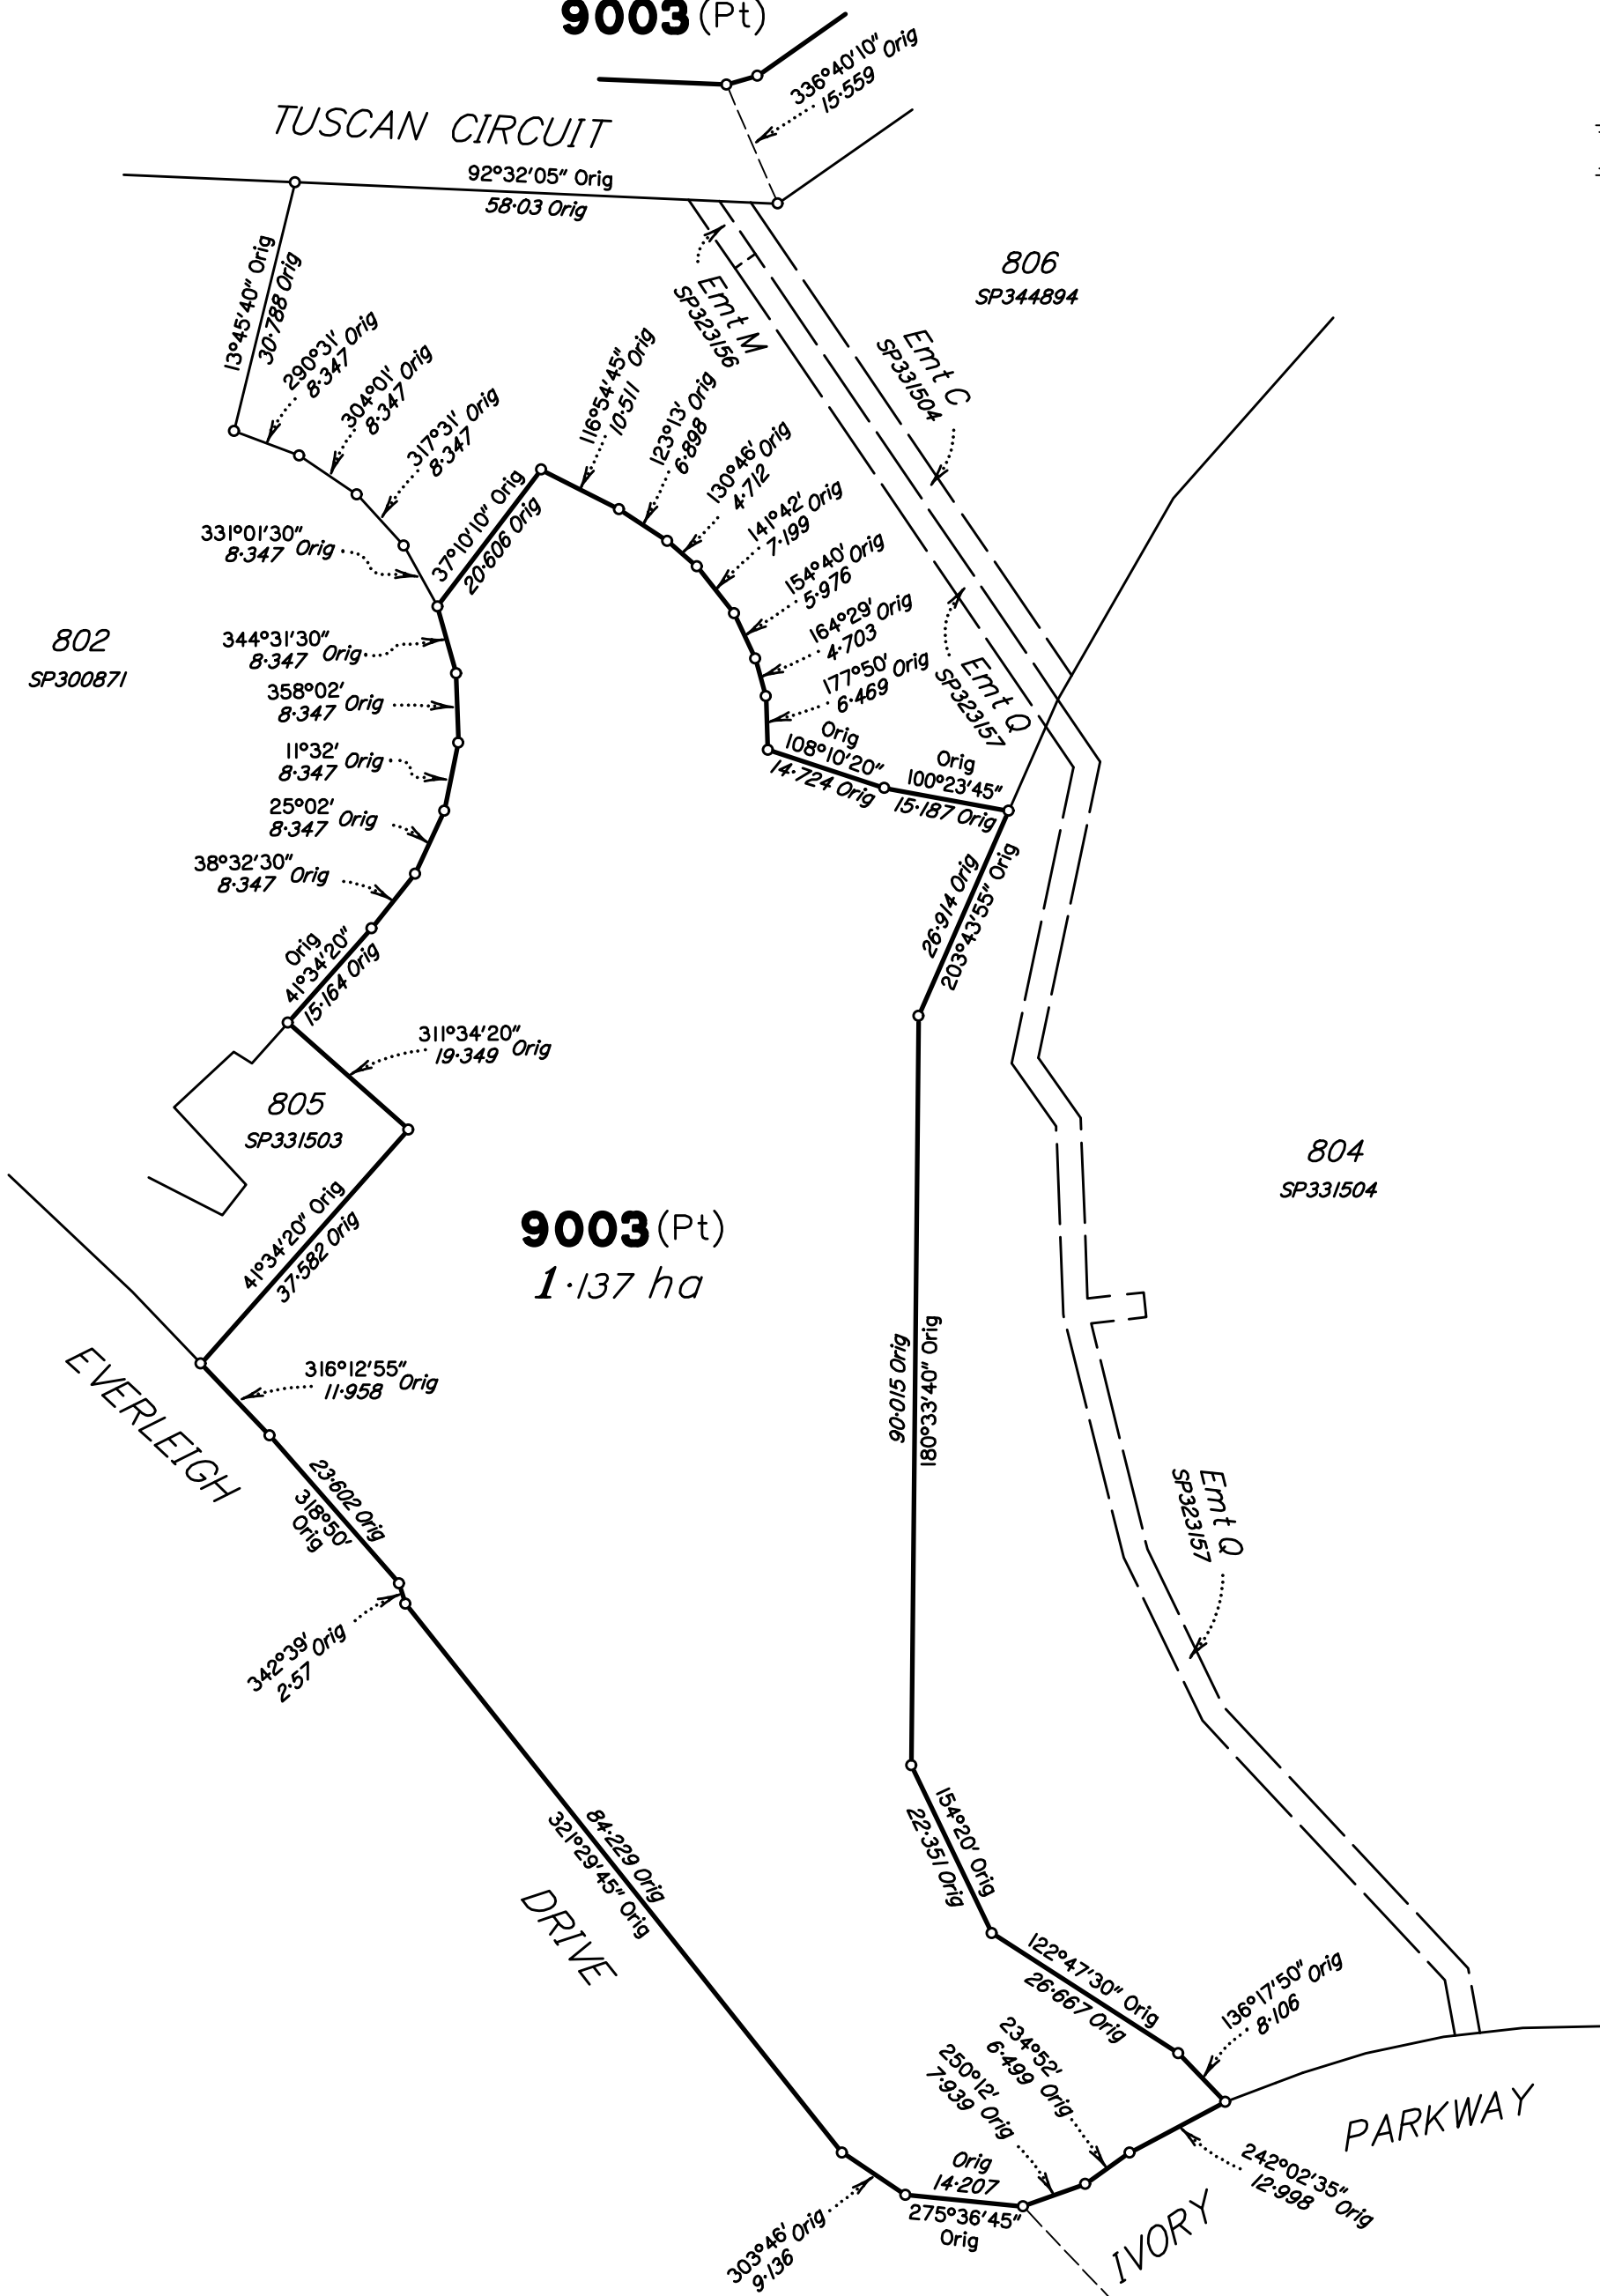 9003 (Pt)
336°40'10" Orig
15·559
TUSCAN CIRCUIT
92°32'05" Orig
58·03 Orig
13°45'40" Orig
30·788 Orig
806
SP344894
290°31' Orig
8·347
304°01' Orig
8·347
317°31' Orig
8·347
331°01'30"
8·347 Orig
Emt M
SP323156
Emt C
SP331504
116°54'45" Orig
10·511
123°13' Orig
6·898
130°46' Orig
4·712
141°42' Orig
7·199
154°40' Orig
5·976
164°29' Orig
4·703
177°50' Orig
6·469
37°10'10" Orig
20·606 Orig
802
SP300871
344°31'30"
8·347 Orig
358°02'
8·347 Orig
11°32'
8·347 Orig
25°02'
8·347 Orig
38°32'30"
8·347 Orig
Emt Q
SP323157
Orig
108°10'20"
14·724 Orig
Orig
100°23'45"
15·187 Orig
26·914 Orig
203°43'55" Orig
Orig
41°34'20"
15·164 Orig
311°34'20"
19·349 Orig
805
SP331503
804
SP331504
41°34'20" Orig
37·582 Orig
9003 (Pt)
1·137 ha
90·015 Orig
180°33'40" Orig
EVERLEIGH
316°12'55"
11·958 Orig
23·602 Orig
318°50'
Orig
Emt Q
SP323157
342°39' Orig
2·57
84·229 Orig
321°29'45" Orig
DRIVE
154°20' Orig
22·351 Orig
122°47'30" Orig
26·667 Orig
136°17'50" Orig
8·106
234°52'
6·499 Orig
250°12'
7·939 Orig
PARKWAY
242°02'35"
12·998 Orig
Orig
14·207
275°36'45"
Orig
303°46' Orig
9·136
IVORY